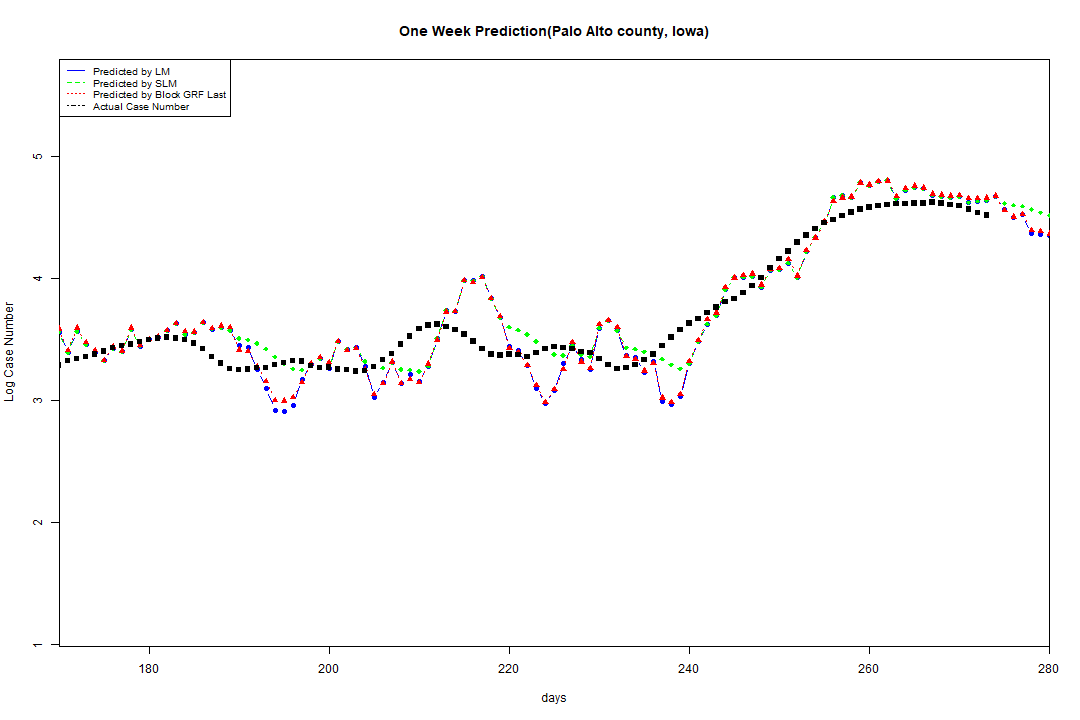 One Week Prediction(Palo Alto county, Iowa)
Predicted by LM
Predicted by SLM
Predicted by Block GRF Last
Actual Case Number
Log Case Number
5
4
3
2
1
180 200 220 240 260 280
days